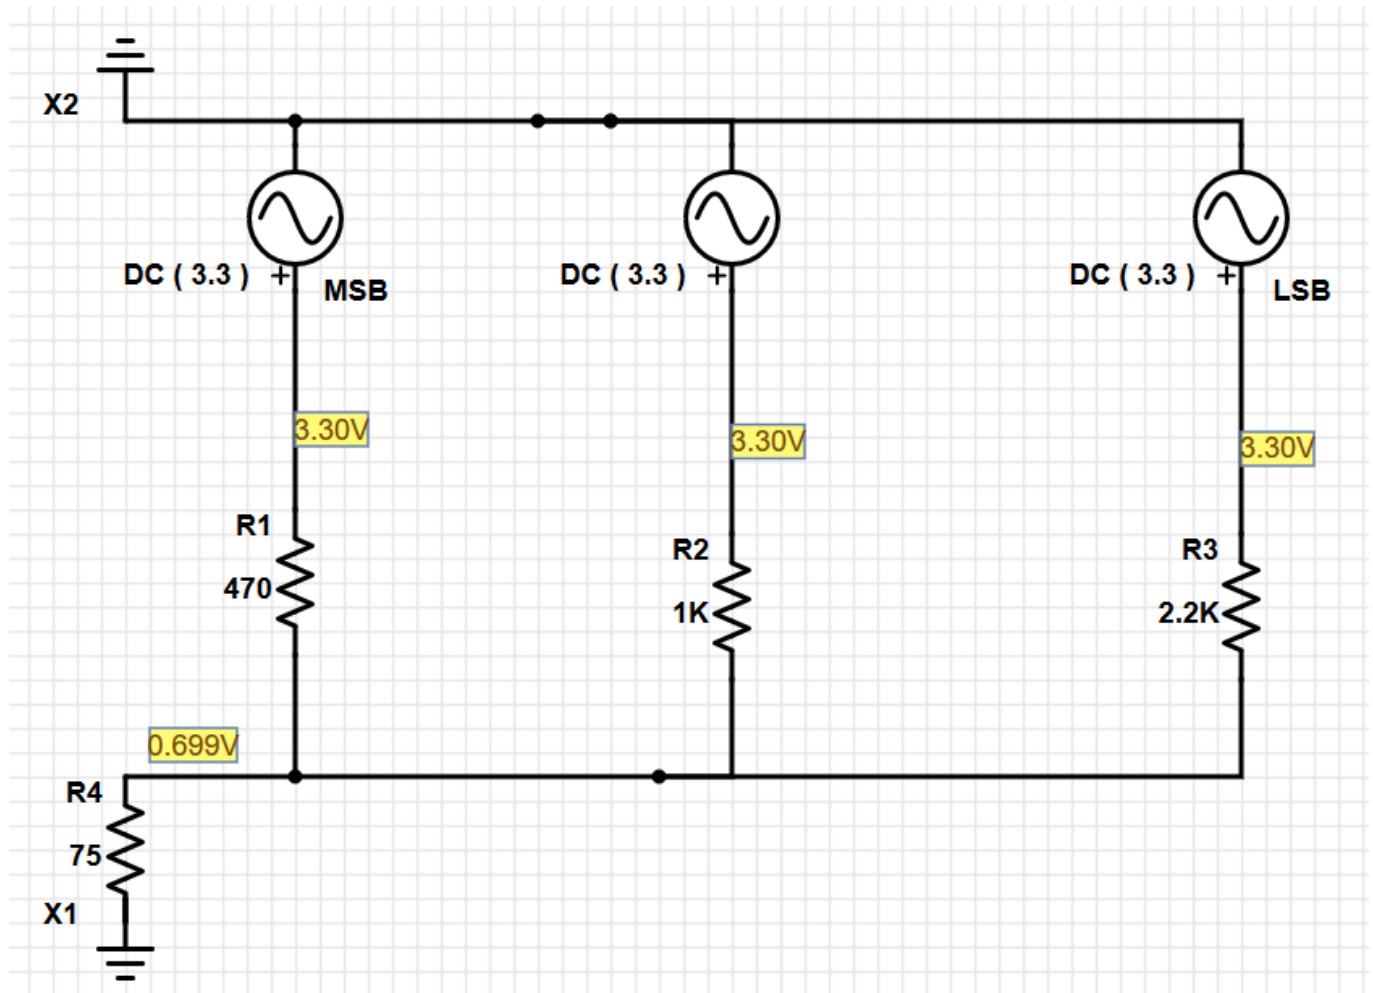 X2
DC ( 3.3 ) +
MSB
DC ( 3.3 ) +
DC ( 3.3 ) +
LSB
3.30V
3.30V
3.30V
R1
470
R2
1K
R3
2.2K
0.699V
R4
75
X1